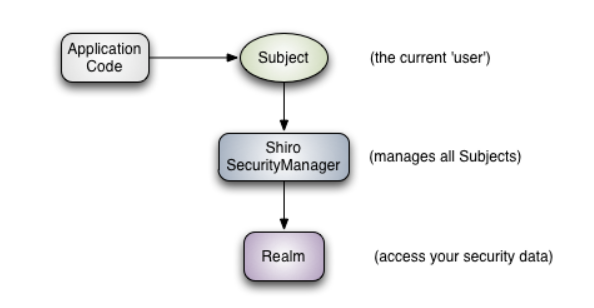 Application
Code
Subject
(the current 'user')
Shiro
SecurityManager
(manages all Subjects)
Realm
(access your security data)